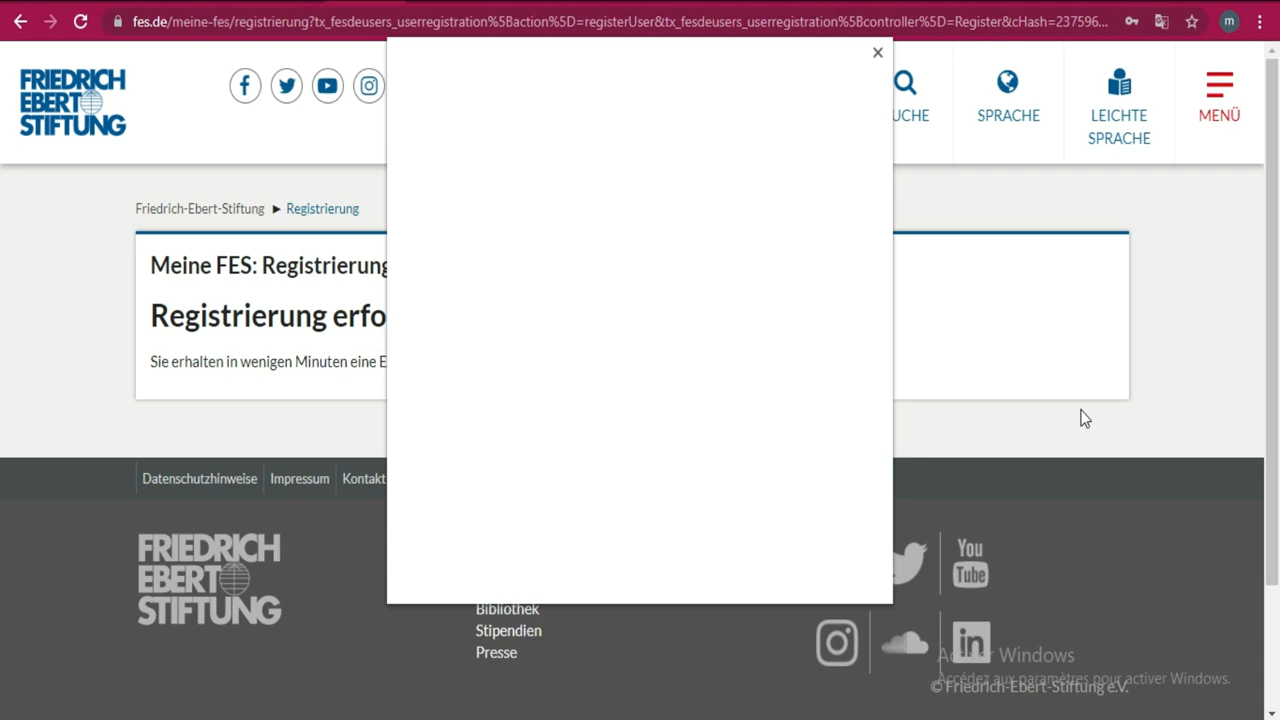 fes.de/meine-fes/registrierung?tx_fesdeusers_userregistration%5Baction%5D=registerUser&tx_fesdeusers_userregistration%5Bcontroller%5D=Register&cHash=237596...
m
FRIEDRICH
EBERT
STIFTUNG
UCHE
SPRACHE
LEICHTE
SPRACHE
MENÜ
Friedrich-Ebert-Stiftung ► Registrierung
Meine FES: Registrierung
Registrierung erfo
Sie erhalten in wenigen Minuten eine E
Datenschutzhinweise
Impressum
Kontakt
FRIEDRICH
EBERT
STIFTUNG
Bibliothek
Stipendien
Presse
You
Tube
in
Activer Windows
Accédez aux paramètres pour activer Windows.
© Friedrich-Ebert-Stiftung e.V.